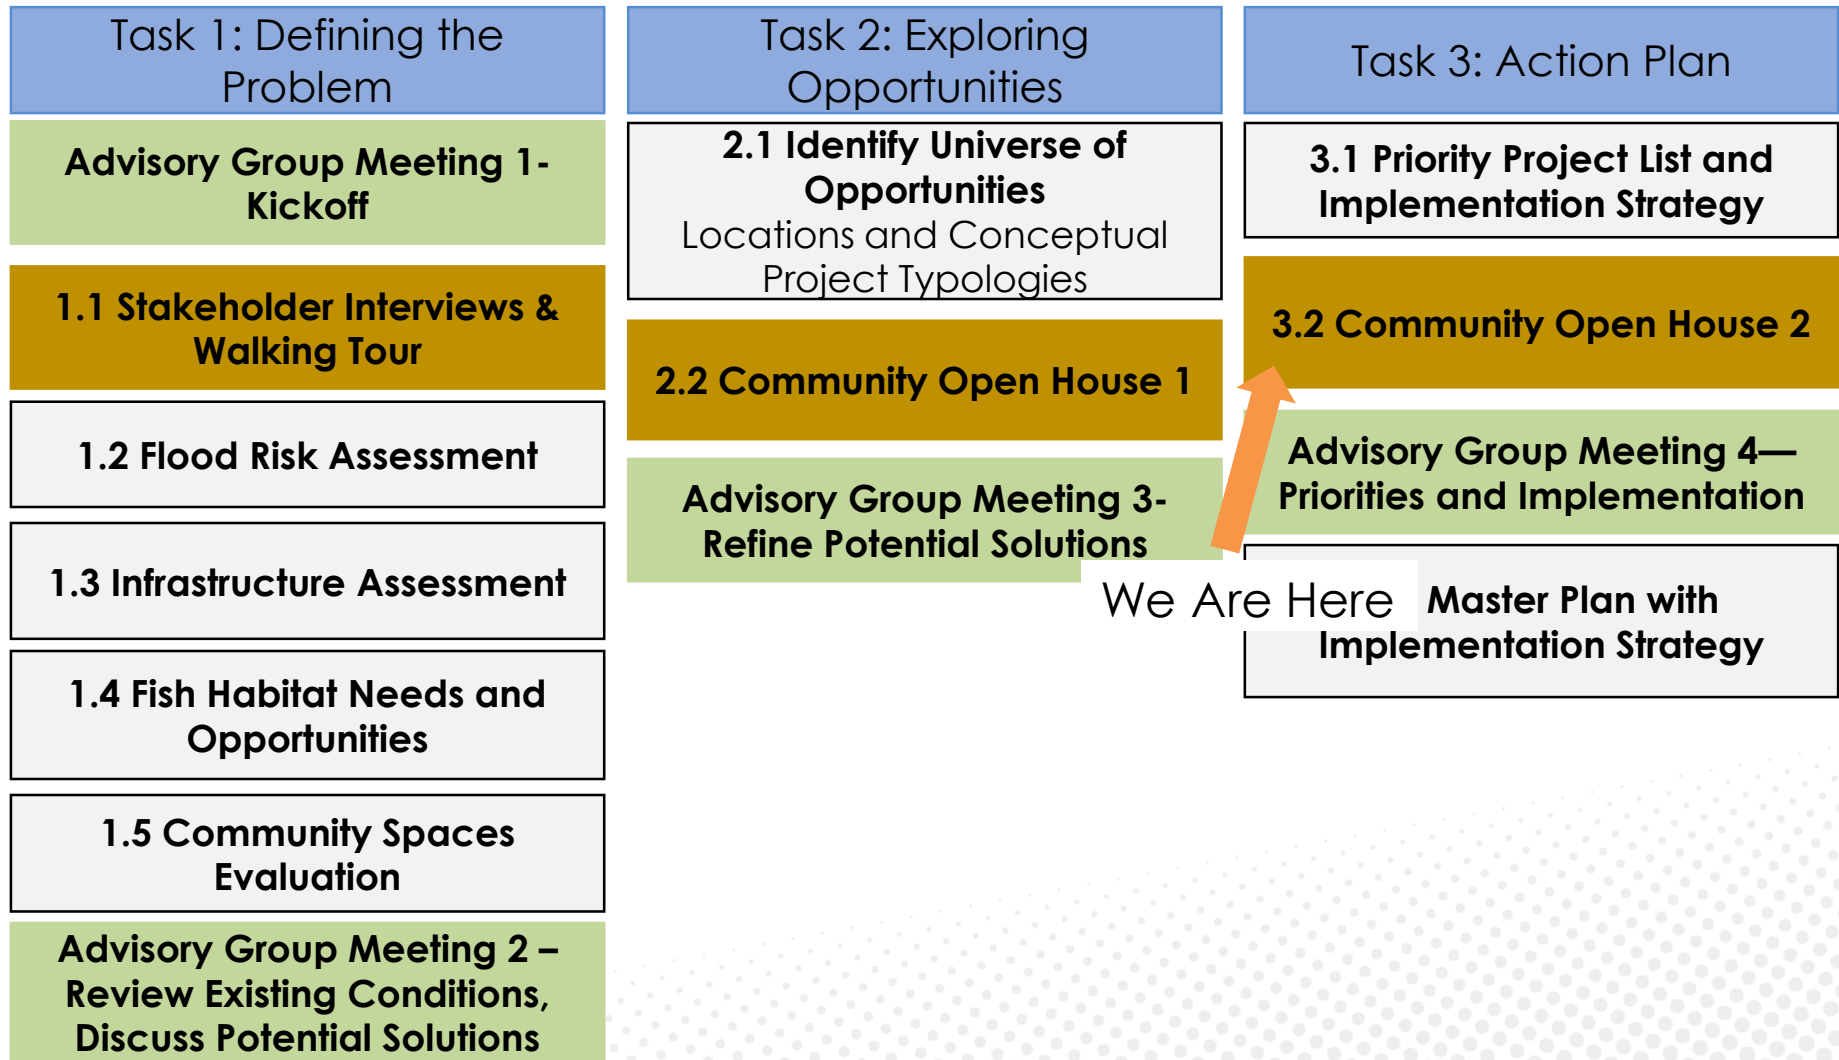 Task 1: Defining the
Problem
Advisory Group Meeting 1-
Kickoff
1.1 Stakeholder Interviews &
Walking Tour
1.2 Flood Risk Assessment
1.3 Infrastructure Assessment
1.4 Fish Habitat Needs and
Opportunities
1.5 Community Spaces
Evaluation
Advisory Group Meeting 2 –
Review Existing Conditions,
Discuss Potential Solutions
Task 2: Exploring
Opportunities
2.1 Identify Universe of
Opportunities
Locations and Conceptual
Project Typologies
2.2 Community Open House 1
Advisory Group Meeting 3-
Refine Potential Solutions
Task 3: Action Plan
3.1 Priority Project List and
Implementation Strategy
3.2 Community Open House 2
Advisory Group Meeting 4—
Priorities and Implementation
We Are Here
Master Plan with
Implementation Strategy